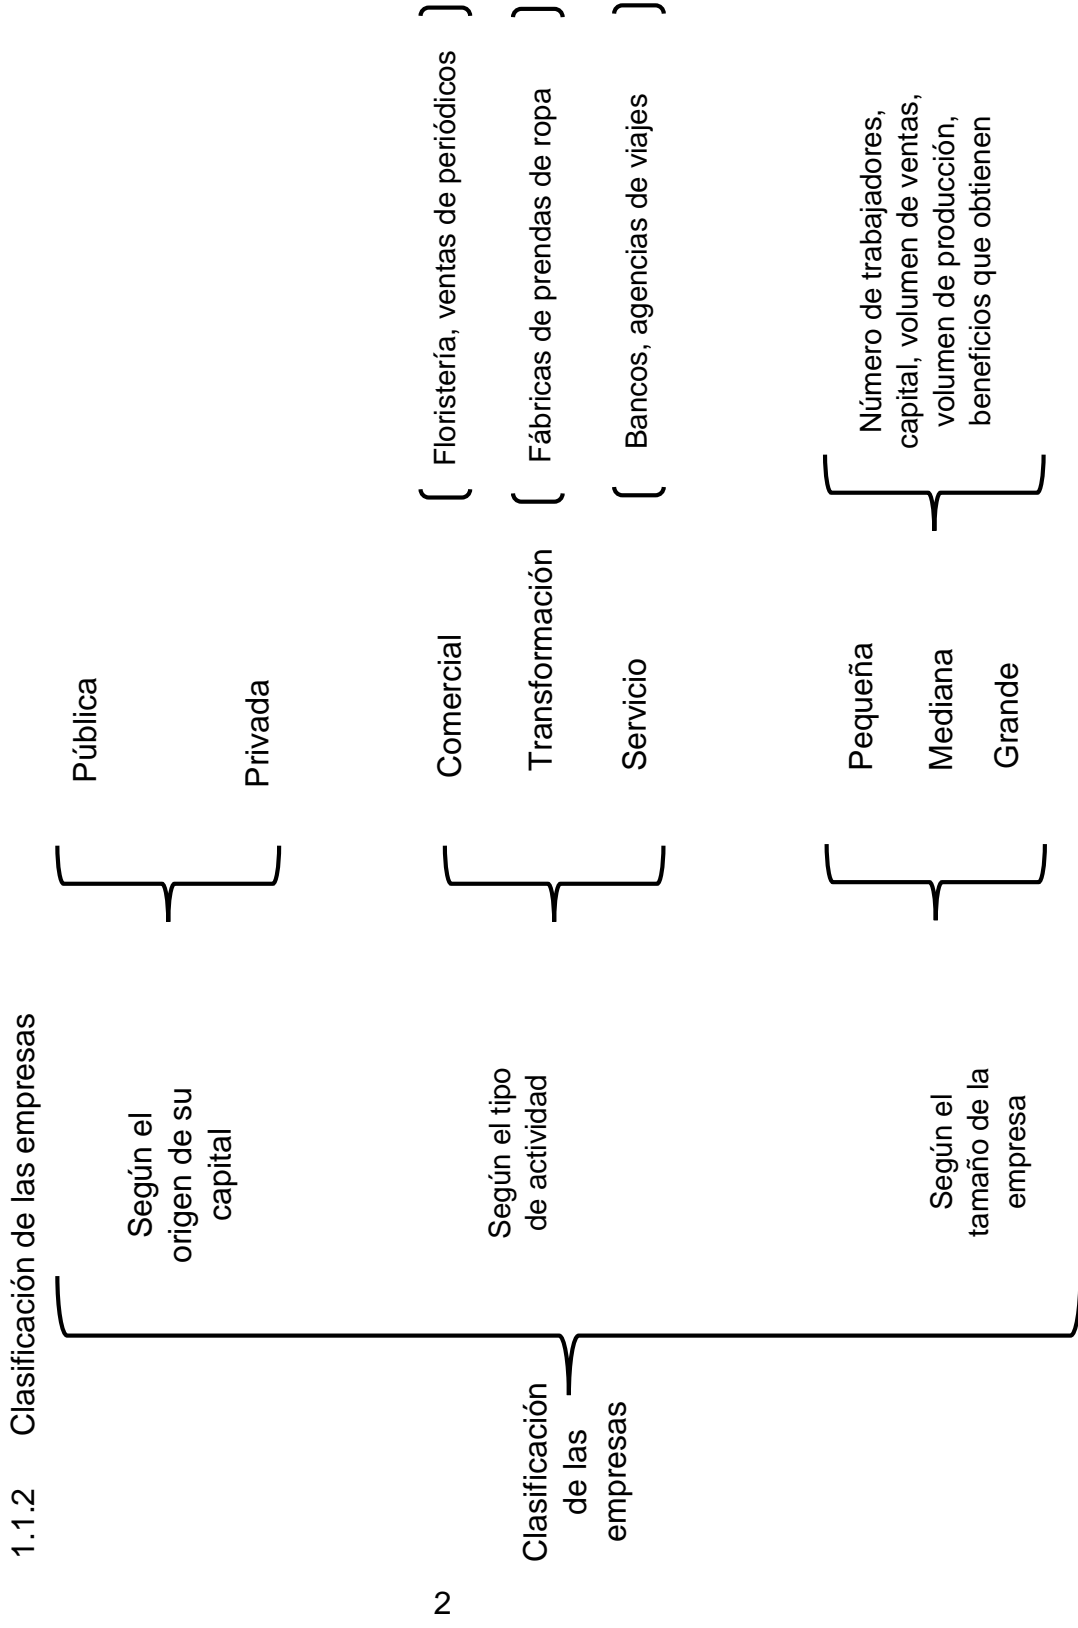 1.1.2 Clasificación de las empresas
Clasificación
de las
empresas
Según el
origen de su
capital
Pública
Privada
Según el tipo
de actividad
Comercial
Floristería, ventas de periódicos
Transformación
Fábricas de prendas de ropa
Servicio
Bancos, agencias de viajes
Según el
tamaño de la
empresa
Pequeña
Mediana
Grande
Número de trabajadores,
capital, volumen de ventas,
volumen de producción,
beneficios que obtienen
2